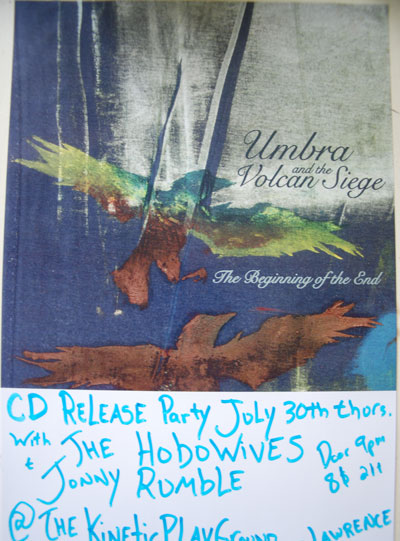 Umbra
and the
Volcan Siege
The Beginning of the End
CD RELEASE Party July 30th thors.
With THE HOBOWIVES Door 9pm
& JONNY RUMBLE 8$ 21+
@ THE KINETIC PLAYGROUND LAWRENCE